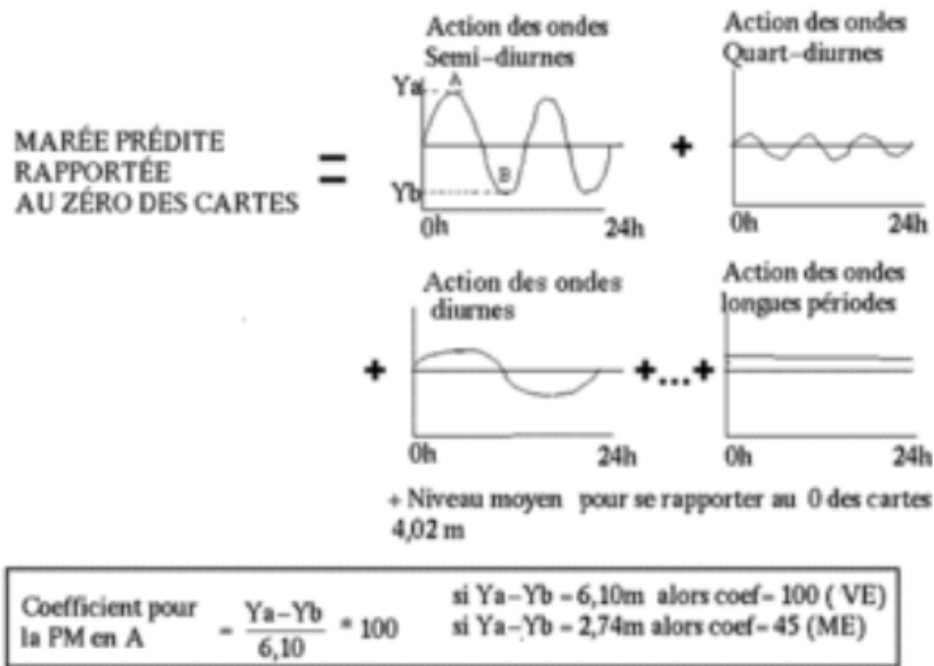 MARÉE PRÉDITE
RAPPORTÉE
AU ZÉRO DES CARTES
=
Action des ondes
Semi-diurnes
Ya
A
B
Yb
0h
24h
+
Action des ondes
Quart-diurnes
0h
24h
+
Action des ondes
diurnes
0h
24h
+...+
Action des ondes
longues périodes
0h
24h
+ Niveau moyen pour se rapporter au 0 des cartes
4,02 m
Coefficient pour
la PM en A
= Ya-Yb
6,10
* 100
si Ya-Yb = 6,10m alors coef= 100 ( VE)
si Ya-Yb = 2,74m alors coef= 45 (ME)